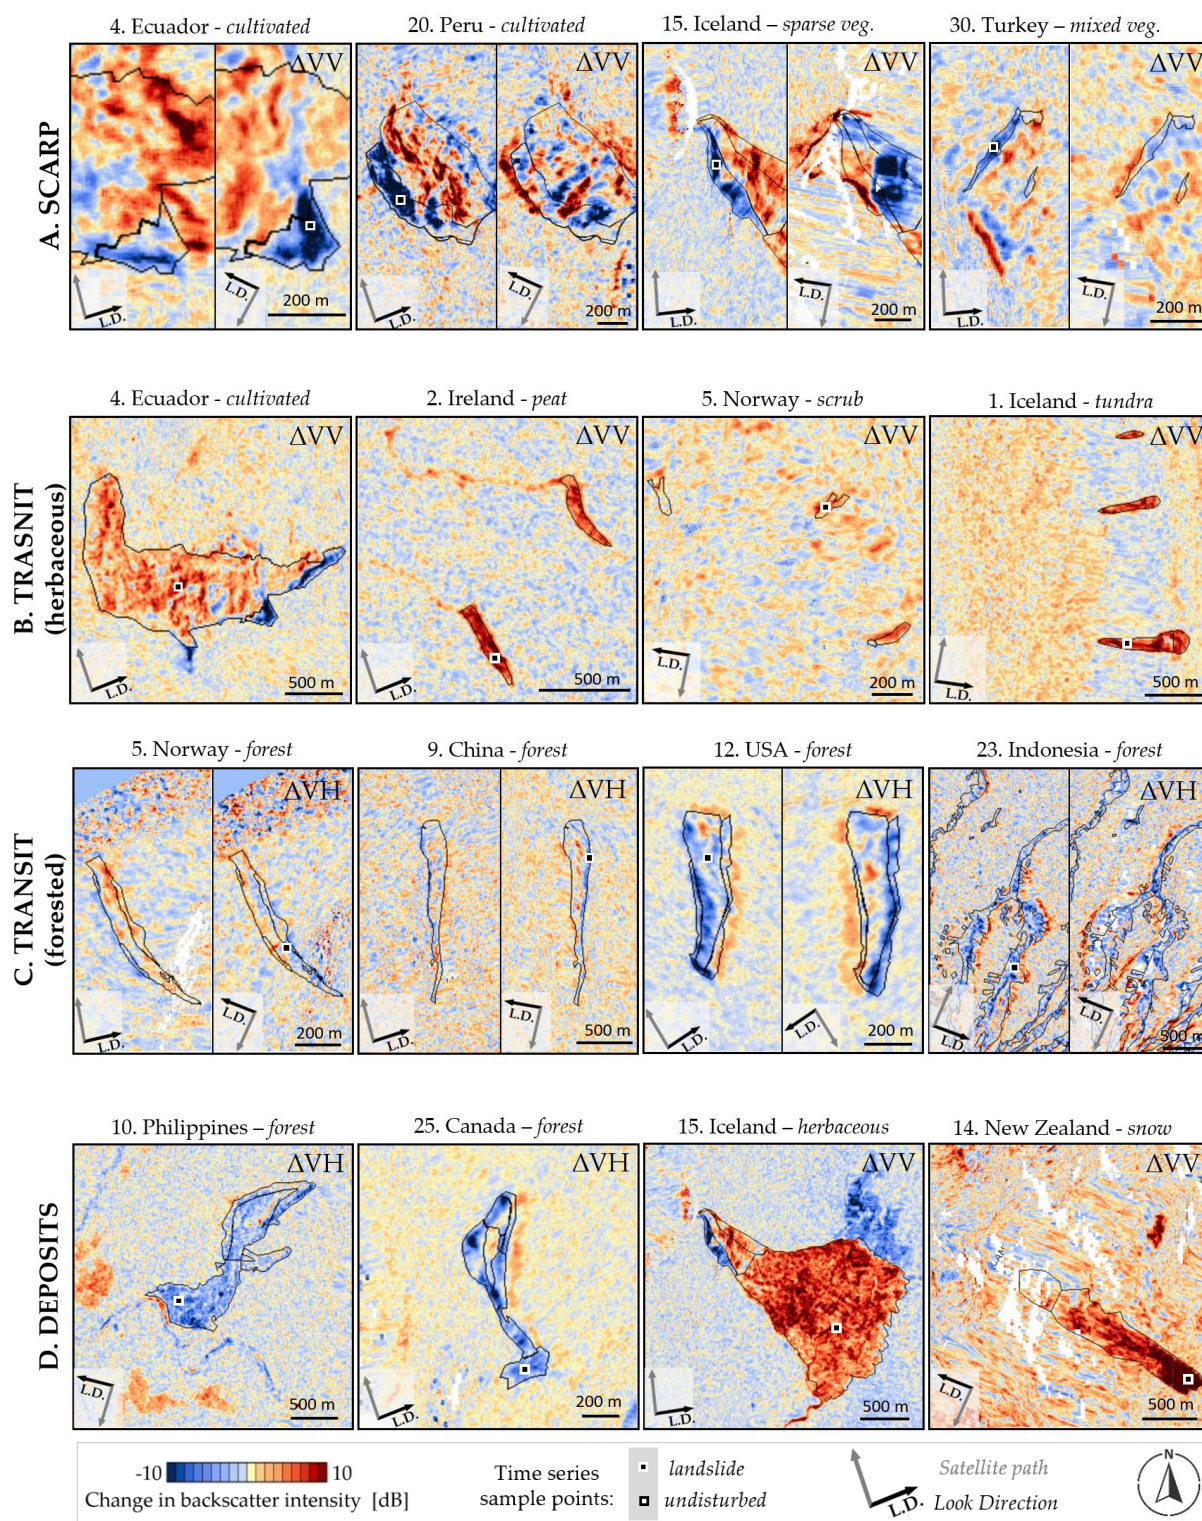 4. Ecuador - cultivated
20. Peru - cultivated
15. Iceland – sparse veg.
30. Turkey – mixed veg.
A. SCARP
ΔVV
ΔVV
ΔVV
ΔVV
L.D.
L.D.
200 m
L.D.
L.D.
200 m
L.D.
L.D.
200 m
L.D.
L.D.
200 m
4. Ecuador - cultivated
2. Ireland - peat
5. Norway - scrub
1. Iceland - tundra
B. TRASNIT
(herbaceous)
ΔVV
ΔVV
ΔVV
ΔVV
L.D.
500 m
L.D.
500 m
L.D.
200 m
L.D.
500 m
5. Norway - forest
9. China - forest
12. USA - forest
23. Indonesia - forest
C. TRANSIT
(forested)
ΔVH
ΔVH
ΔVH
ΔVH
L.D.
L.D.
200 m
L.D.
L.D.
500 m
L.D.
L.D.
200 m
L.D.
L.D.
500 m
10. Philippines – forest
25. Canada – forest
15. Iceland – herbaceous
14. New Zealand - snow
D. DEPOSITS
ΔVH
ΔVH
ΔVV
ΔVV
L.D.
500 m
L.D.
200 m
L.D.
500 m
L.D.
500 m
-10
10
Change in backscatter intensity [dB]
Time series
sample points:
landslide
undisturbed
Satellite path
L.D.
Look Direction
N